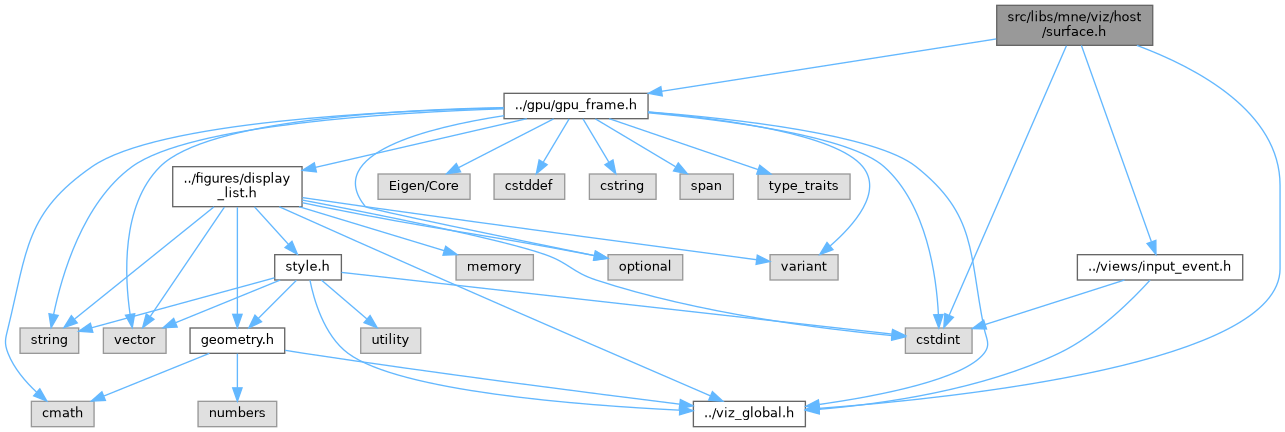 src/libs/mne/viz/host
/surface.h
../gpu/gpu_frame.h
../figures/display
_list.h
Eigen/Core
cstddef
cstring
span
type_traits
style.h
memory
optional
variant
../views/input_event.h
string
vector
geometry.h
utility
cstdint
cmath
numbers
../viz_global.h